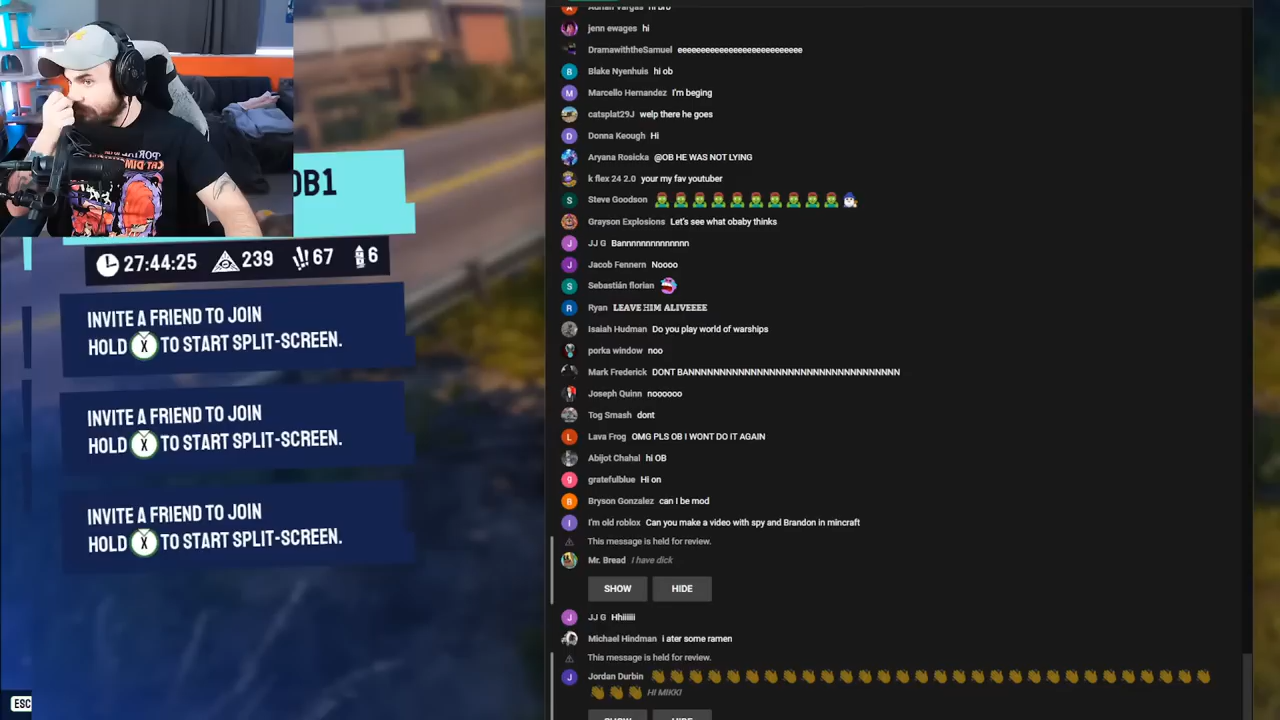 OB1
27:44:25 239 67 6
INVITE A FRIEND TO JOIN
HOLD X TO START SPLIT-SCREEN.
INVITE A FRIEND TO JOIN
HOLD X TO START SPLIT-SCREEN.
INVITE A FRIEND TO JOIN
HOLD X TO START SPLIT-SCREEN.
ESC
jenn ewages hi
DramawiththeSamuel eeeeeeeeeeeeeeeeeeeeeeeeeee
B Blake Nyenhuis hi ob
M Marcello Hernandez I'm beging
catsplat29J welp there he goes
D Donna Keough Hi
Aryana Rosicka @OB HE WAS NOT LYING
k flex 24 2.0 your my fav youtuber
S Steve Goodson 🧟‍♂️🧟‍♂️🧟‍♂️🧟‍♂️🧟‍♂️🧟‍♂️🧟‍♂️🧟‍♂️🧟‍♂️🧟‍♂️
Grayson Explosions Let's see what obaby thinks
J JJ G Bannnnnnnnnnnnn
J Jacob Fennern Noooo
S Sebastián florian
R Ryan LEAVE HIM ALIVEEEE
Isaiah Hudman Do you play world of warships
porka window noo
Mark Frederick DONT BANNNNNNNNNNNNNNNNNNNNNNNNNNNNNNNNNN
Joseph Quinn noooooo
Tog Smash dont
L Lava Frog OMG PLS OB I WONT DO IT AGAIN
Abijot Chahal hi OB
g gratefulblue Hi on
B Bryson Gonzalez can I be mod
I I'm old roblox Can you make a video with spy and Brandon in mincraft
This message is held for review.
Mr. Bread I have dick
SHOW HIDE
J JJ G Hhiiiiii
Michael Hindman i ater some ramen
This message is held for review.
J Jordan Durbin 👏👏👏👏👏👏👏👏👏👏👏👏👏👏👏👏👏👏👏👏👏👏👏👏👏👏👏👏👏👏
👏👏👏 HI MIKKI
SHOW HIDE